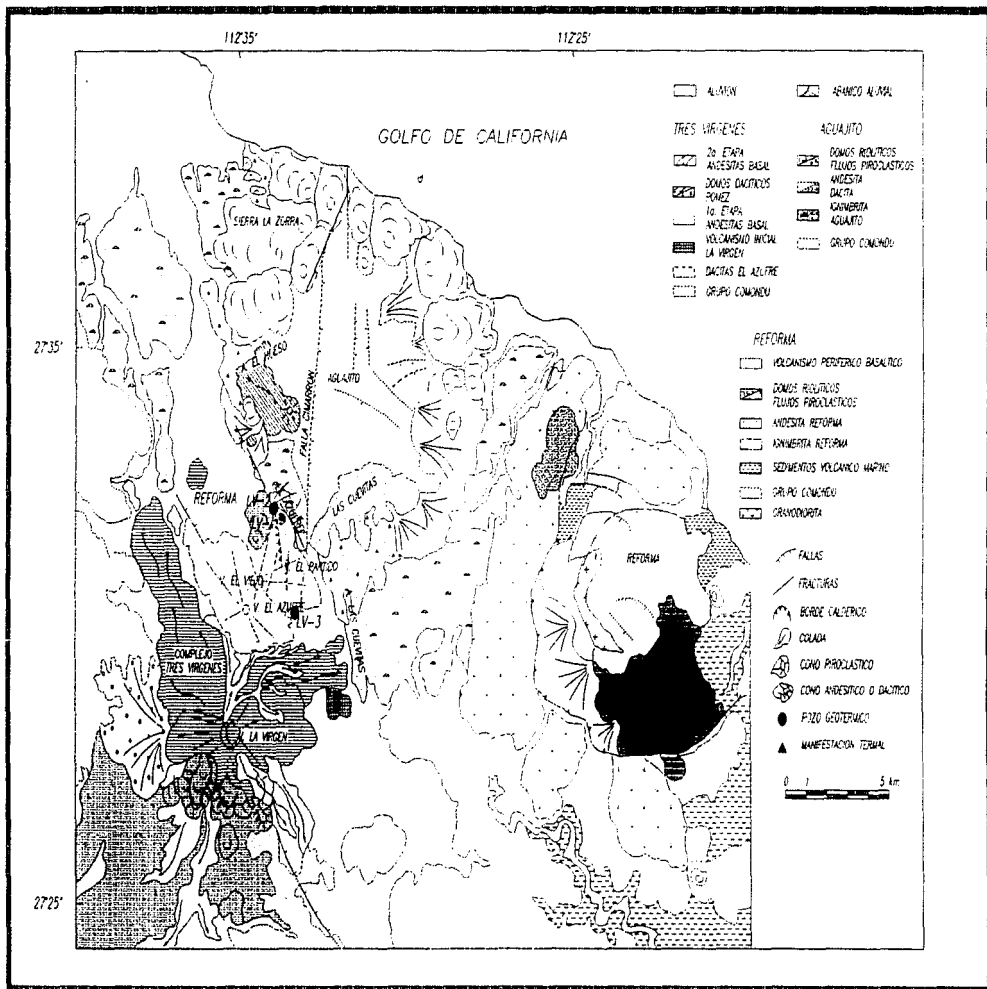 112°35'
112°25'
GOLFO DE CALIFORNIA
27°35'
27°25'
ALUVION
ABANICO ALUVIAL
TRES VIRGENES
2a ETAPA
ANDESITAS BASAL
DOMOS DACITICOS
POMEZ
1a. ETAPA
ANDESITAS BASAL
VOLCANISMO INICIAL
LA VIRGEN
DACITAS EL AZUFRE
GRUPO COMONDU
AGUAJITO
DOMOS RIOLITICOS
FLUJOS PIROCLASTICOS
ANDESITA
DACITA
IGNIMBRITA
AGUAJITO
GRUPO COMONDU
REFORMA
VOLCANISMO PERIFERICO BASALTICO
DOMOS RIOLITICOS
FLUJOS PIROCLASTICOS
ANDESITA REFORMA
IGNIMBRITA REFORMA
SEDIMENTOS VOLCANICO MARINO
GRUPO COMONDU
GRANODIORITA
FALLAS
FRACTURAS
BORDE CALDERICO
COLADA
CONO PIROCLASTICO
CONO ANDESITICO O DACITICO
POZO GEOTERMICO
MANIFESTACION TERMAL
0 1 5 km
SIERRA LA ZORRA
FALLA CIMARRON
AGUAJITO
LAS CUEVITAS
REFORMA
REFORMA
V. EL PARTIDO
V. EL VIEJO
V. EL AZUFRE
LV-3
A LAS CUEVITAS
COMPLEJO
TRES VIRGENES
V. LA VIRGEN